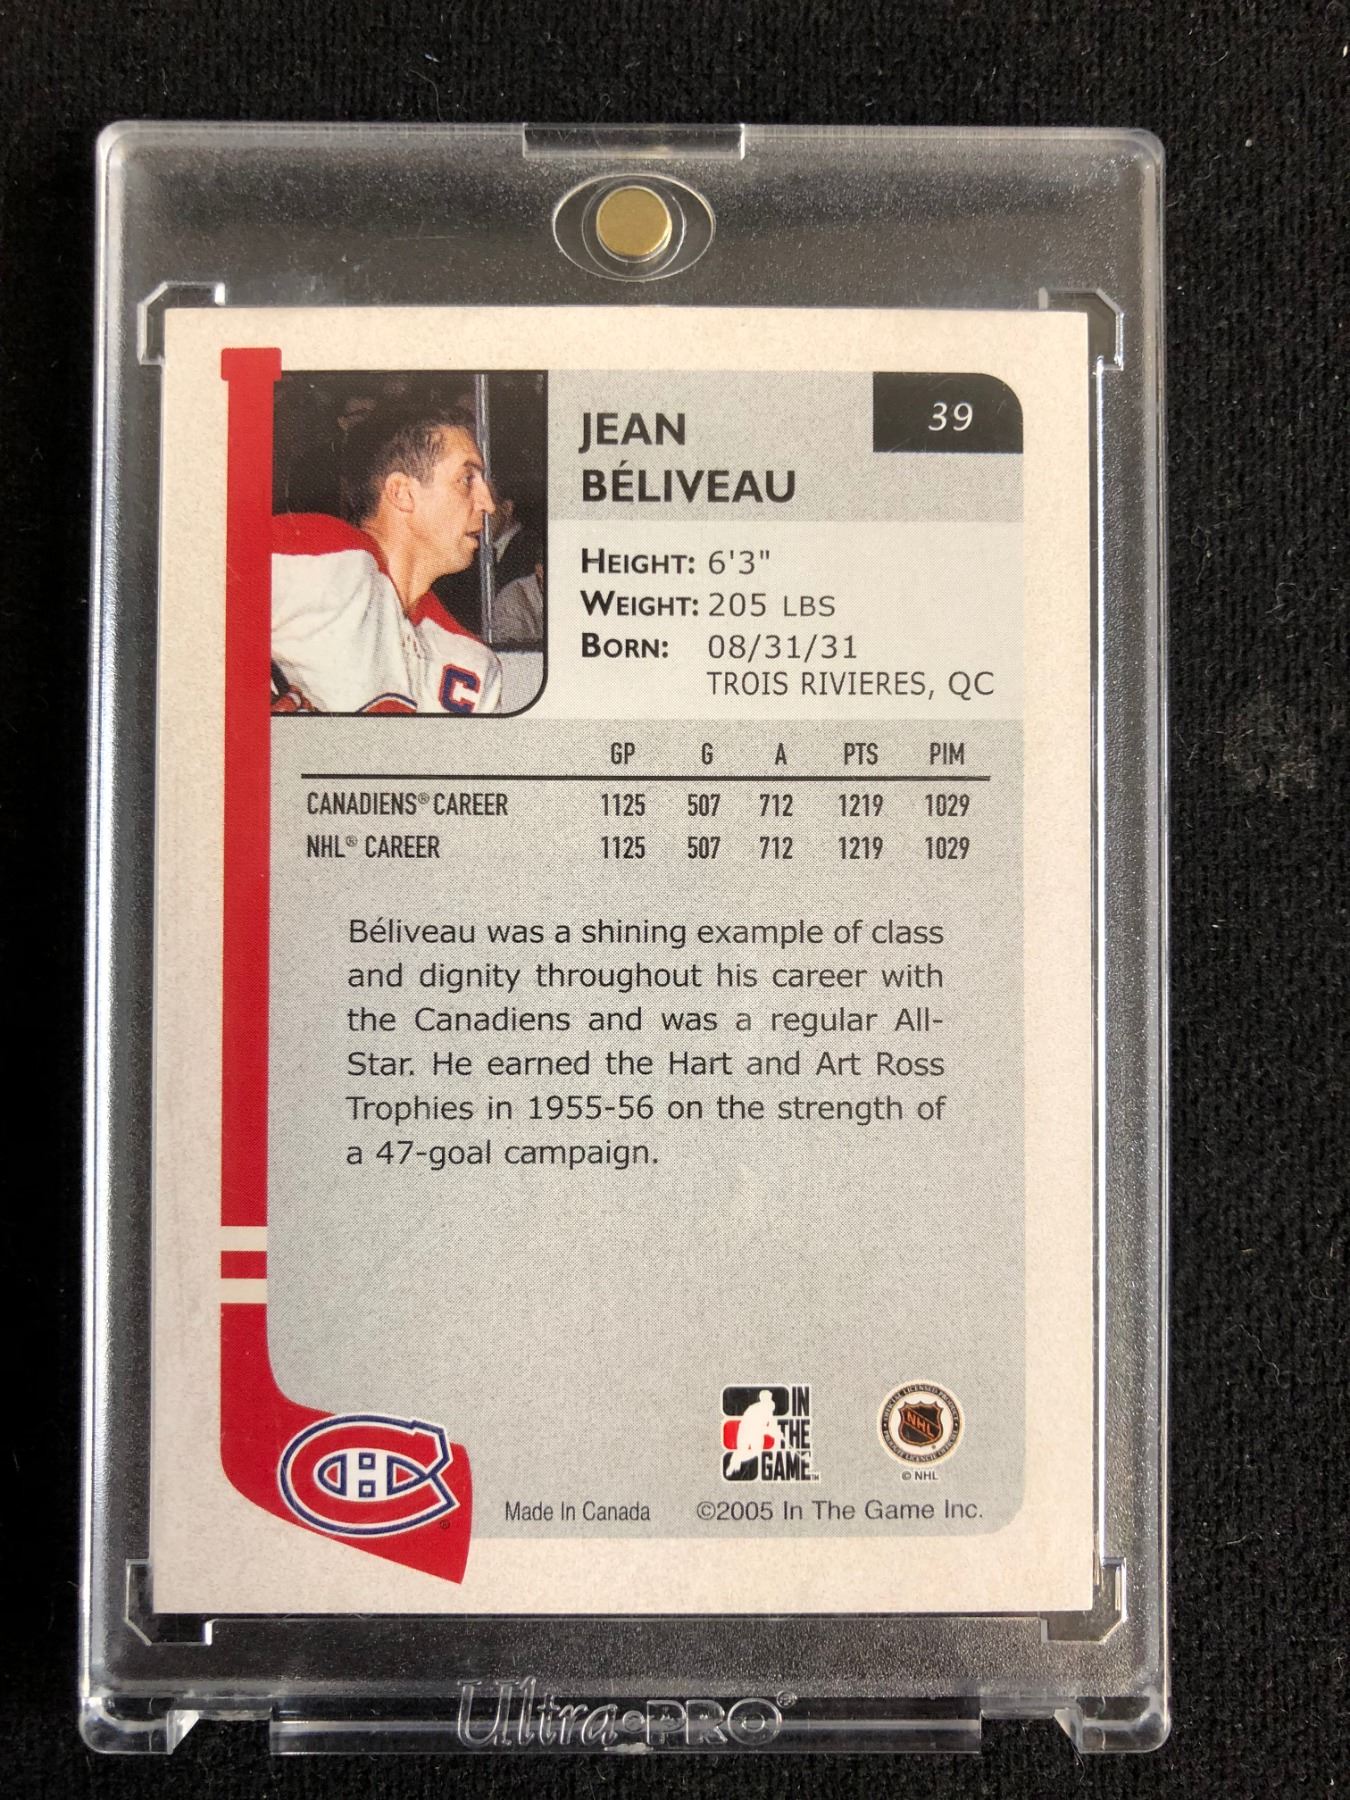 39
JEAN
BÉLIVEAU
HEIGHT: 6'3"
WEIGHT: 205 LBS
BORN: 08/31/31
TROIS RIVIERES, QC
C
GP G A PTS PIM
CANADIENS® CAREER 1125 507 712 1219 1029
NHL® CAREER 1125 507 712 1219 1029
Béliveau was a shining example of class
and dignity throughout his career with
the Canadiens and was a regular All-
Star. He earned the Hart and Art Ross
Trophies in 1955-56 on the strength of
a 47-goal campaign.
IN
THE
GAME™
NHL
© NHL
CH
®
Made In Canada ©2005 In The Game Inc.
Ultra•PRO®